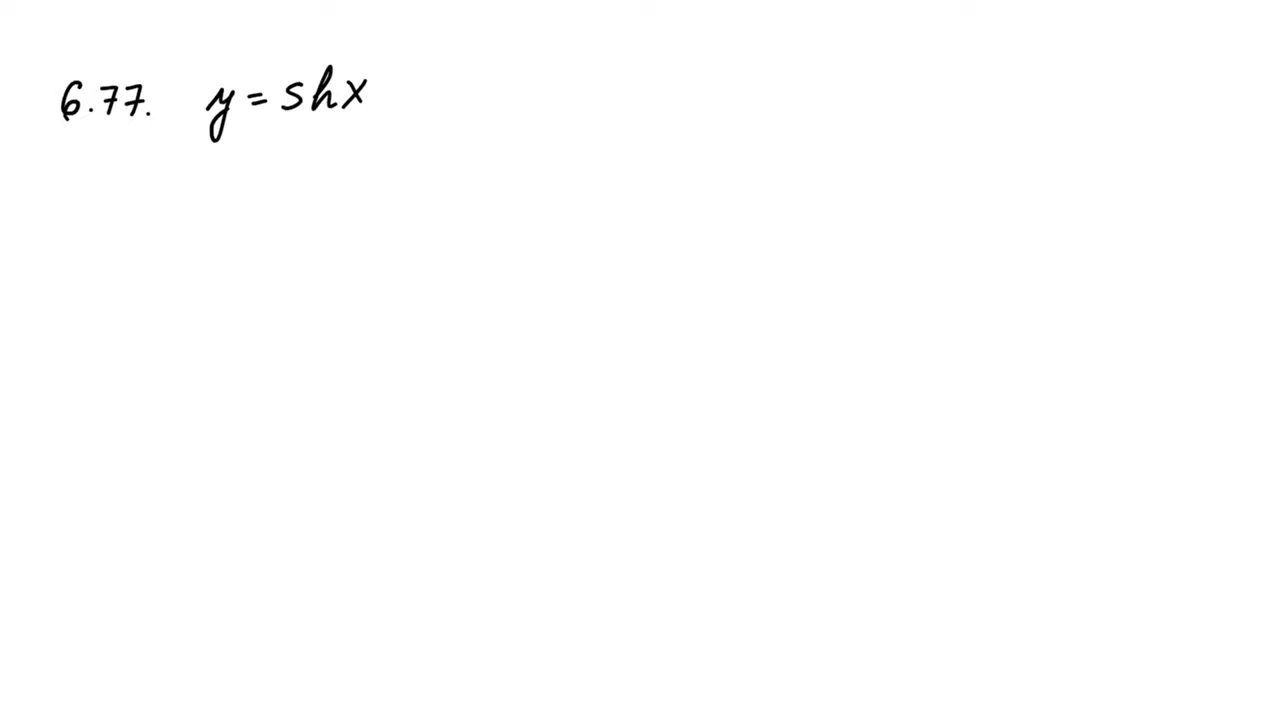 6.77. y = sh x